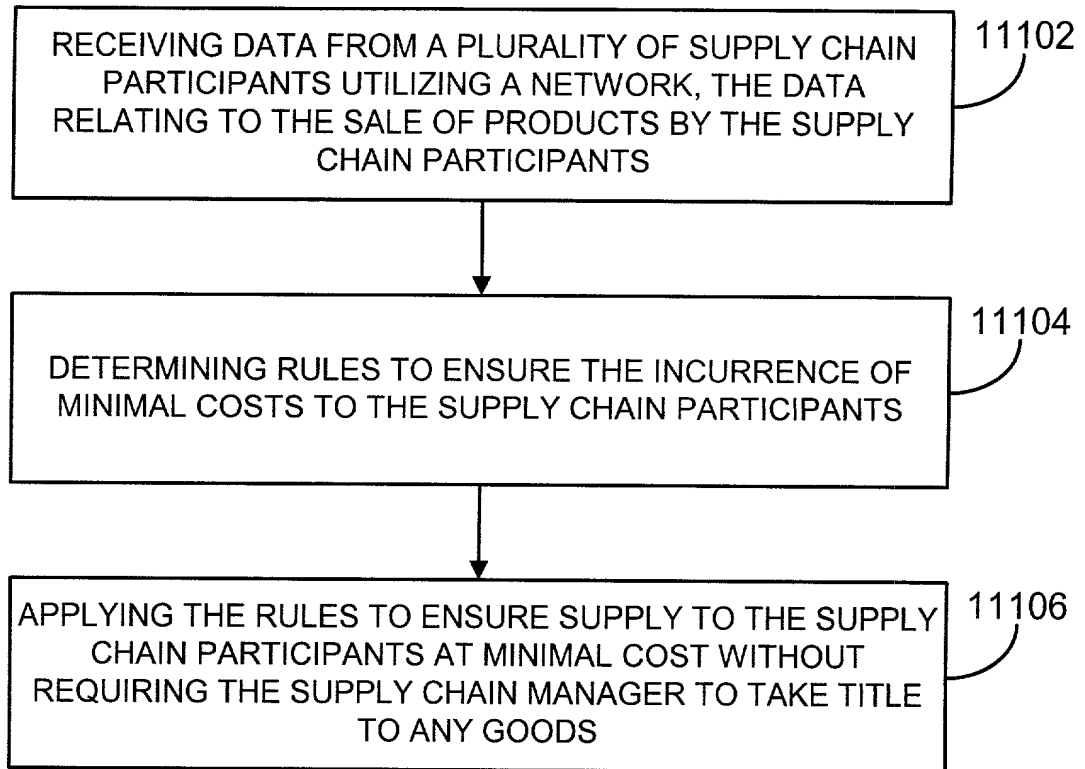 RECEIVING DATA FROM A PLURALITY OF SUPPLY CHAIN
PARTICIPANTS UTILIZING A NETWORK, THE DATA
RELATING TO THE SALE OF PRODUCTS BY THE SUPPLY
CHAIN PARTICIPANTS
11102
DETERMINING RULES TO ENSURE THE INCURRENCE OF
MINIMAL COSTS TO THE SUPPLY CHAIN PARTICIPANTS
11104
APPLYING THE RULES TO ENSURE SUPPLY TO THE SUPPLY
CHAIN PARTICIPANTS AT MINIMAL COST WITHOUT
REQUIRING THE SUPPLY CHAIN MANAGER TO TAKE TITLE
TO ANY GOODS
11106